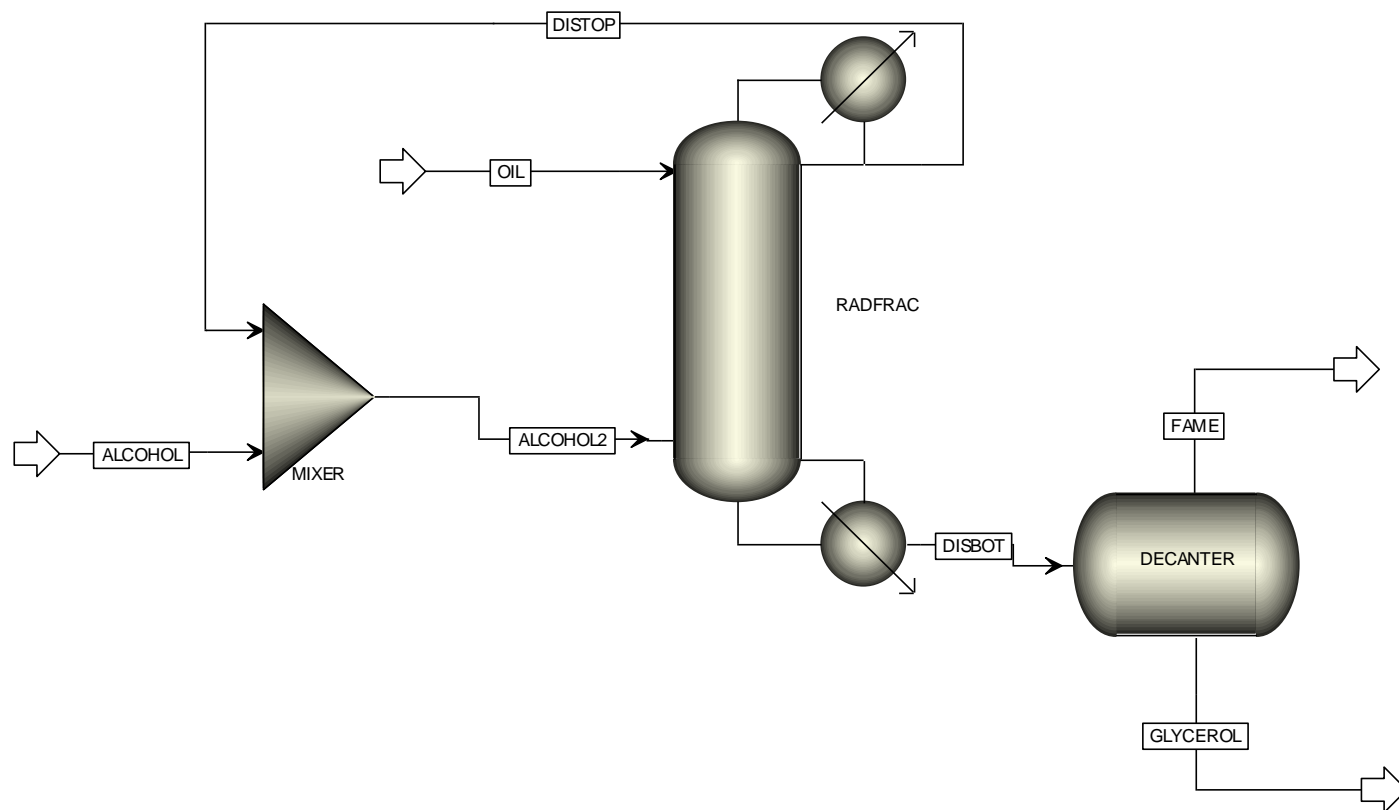 DISTOP
OIL
RADFRAC
ALCOHOL
MIXER
ALCOHOL2
FAME
DISBOT
DECANTER
GLYCEROL